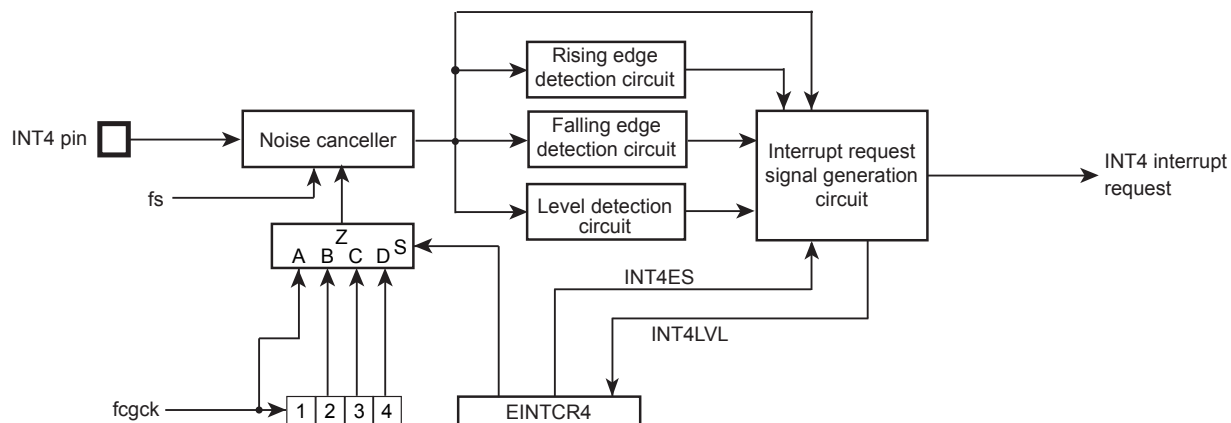 Rising edge
detection circuit
INT4 pin
Noise canceller
Falling edge
detection circuit
Interrupt request
signal generation
circuit
INT4 interrupt
request
fs
Level detection
circuit
Z
S
A B C D
INT4ES
INT4LVL
fcgck
1 2 3 4
EINTCR4